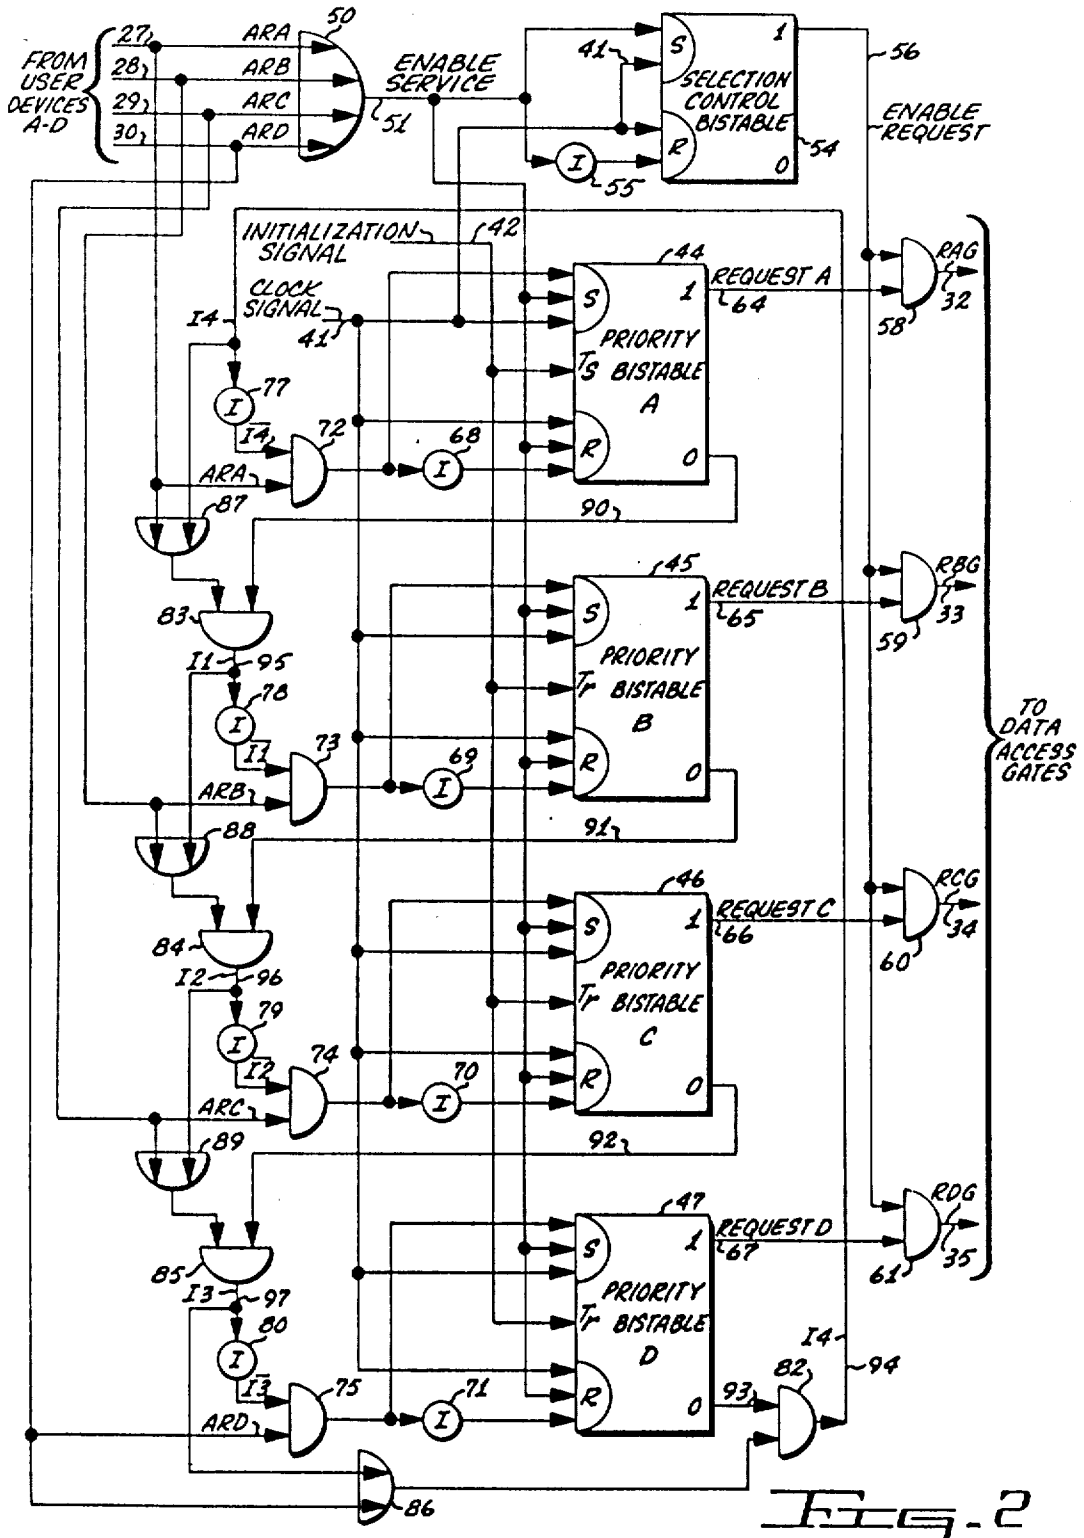 27 ARA 50
28 ARB
29 ARC
30 ARD
FROM
USER
DEVICES
A-D
ENABLE
SERVICE
51
41
S
R
1
SELECTION
CONTROL
BISTABLE
0
54
I
55
56
ENABLE
REQUEST
INITIALIZATION
SIGNAL
42
CLOCK
SIGNAL
41
I4
I
77
I4
72
ARA
I
68
44
S
1
PRIORITY
Ts BISTABLE
A
R
0
REQUEST A
64
RAG
32
58
87
90
83
I1 95
I
78
I1
73
ARB
I
69
45
S
1
PRIORITY
Tr BISTABLE
B
R
0
REQUEST B
65
RBG
33
59
TO
DATA
ACCESS
GATES
88
91
84
I2 96
I
79
I2
74
ARC
I
70
46
S
1
PRIORITY
Tr BISTABLE
C
R
0
REQUEST C
66
RCG
34
60
89
92
85
I3 97
I
80
I3
75
ARD
I
71
47
S
1
PRIORITY
Tr BISTABLE
D
R
0
REQUEST D
67
RDG
35
61
I4
94
93
82
86
FIG. 2